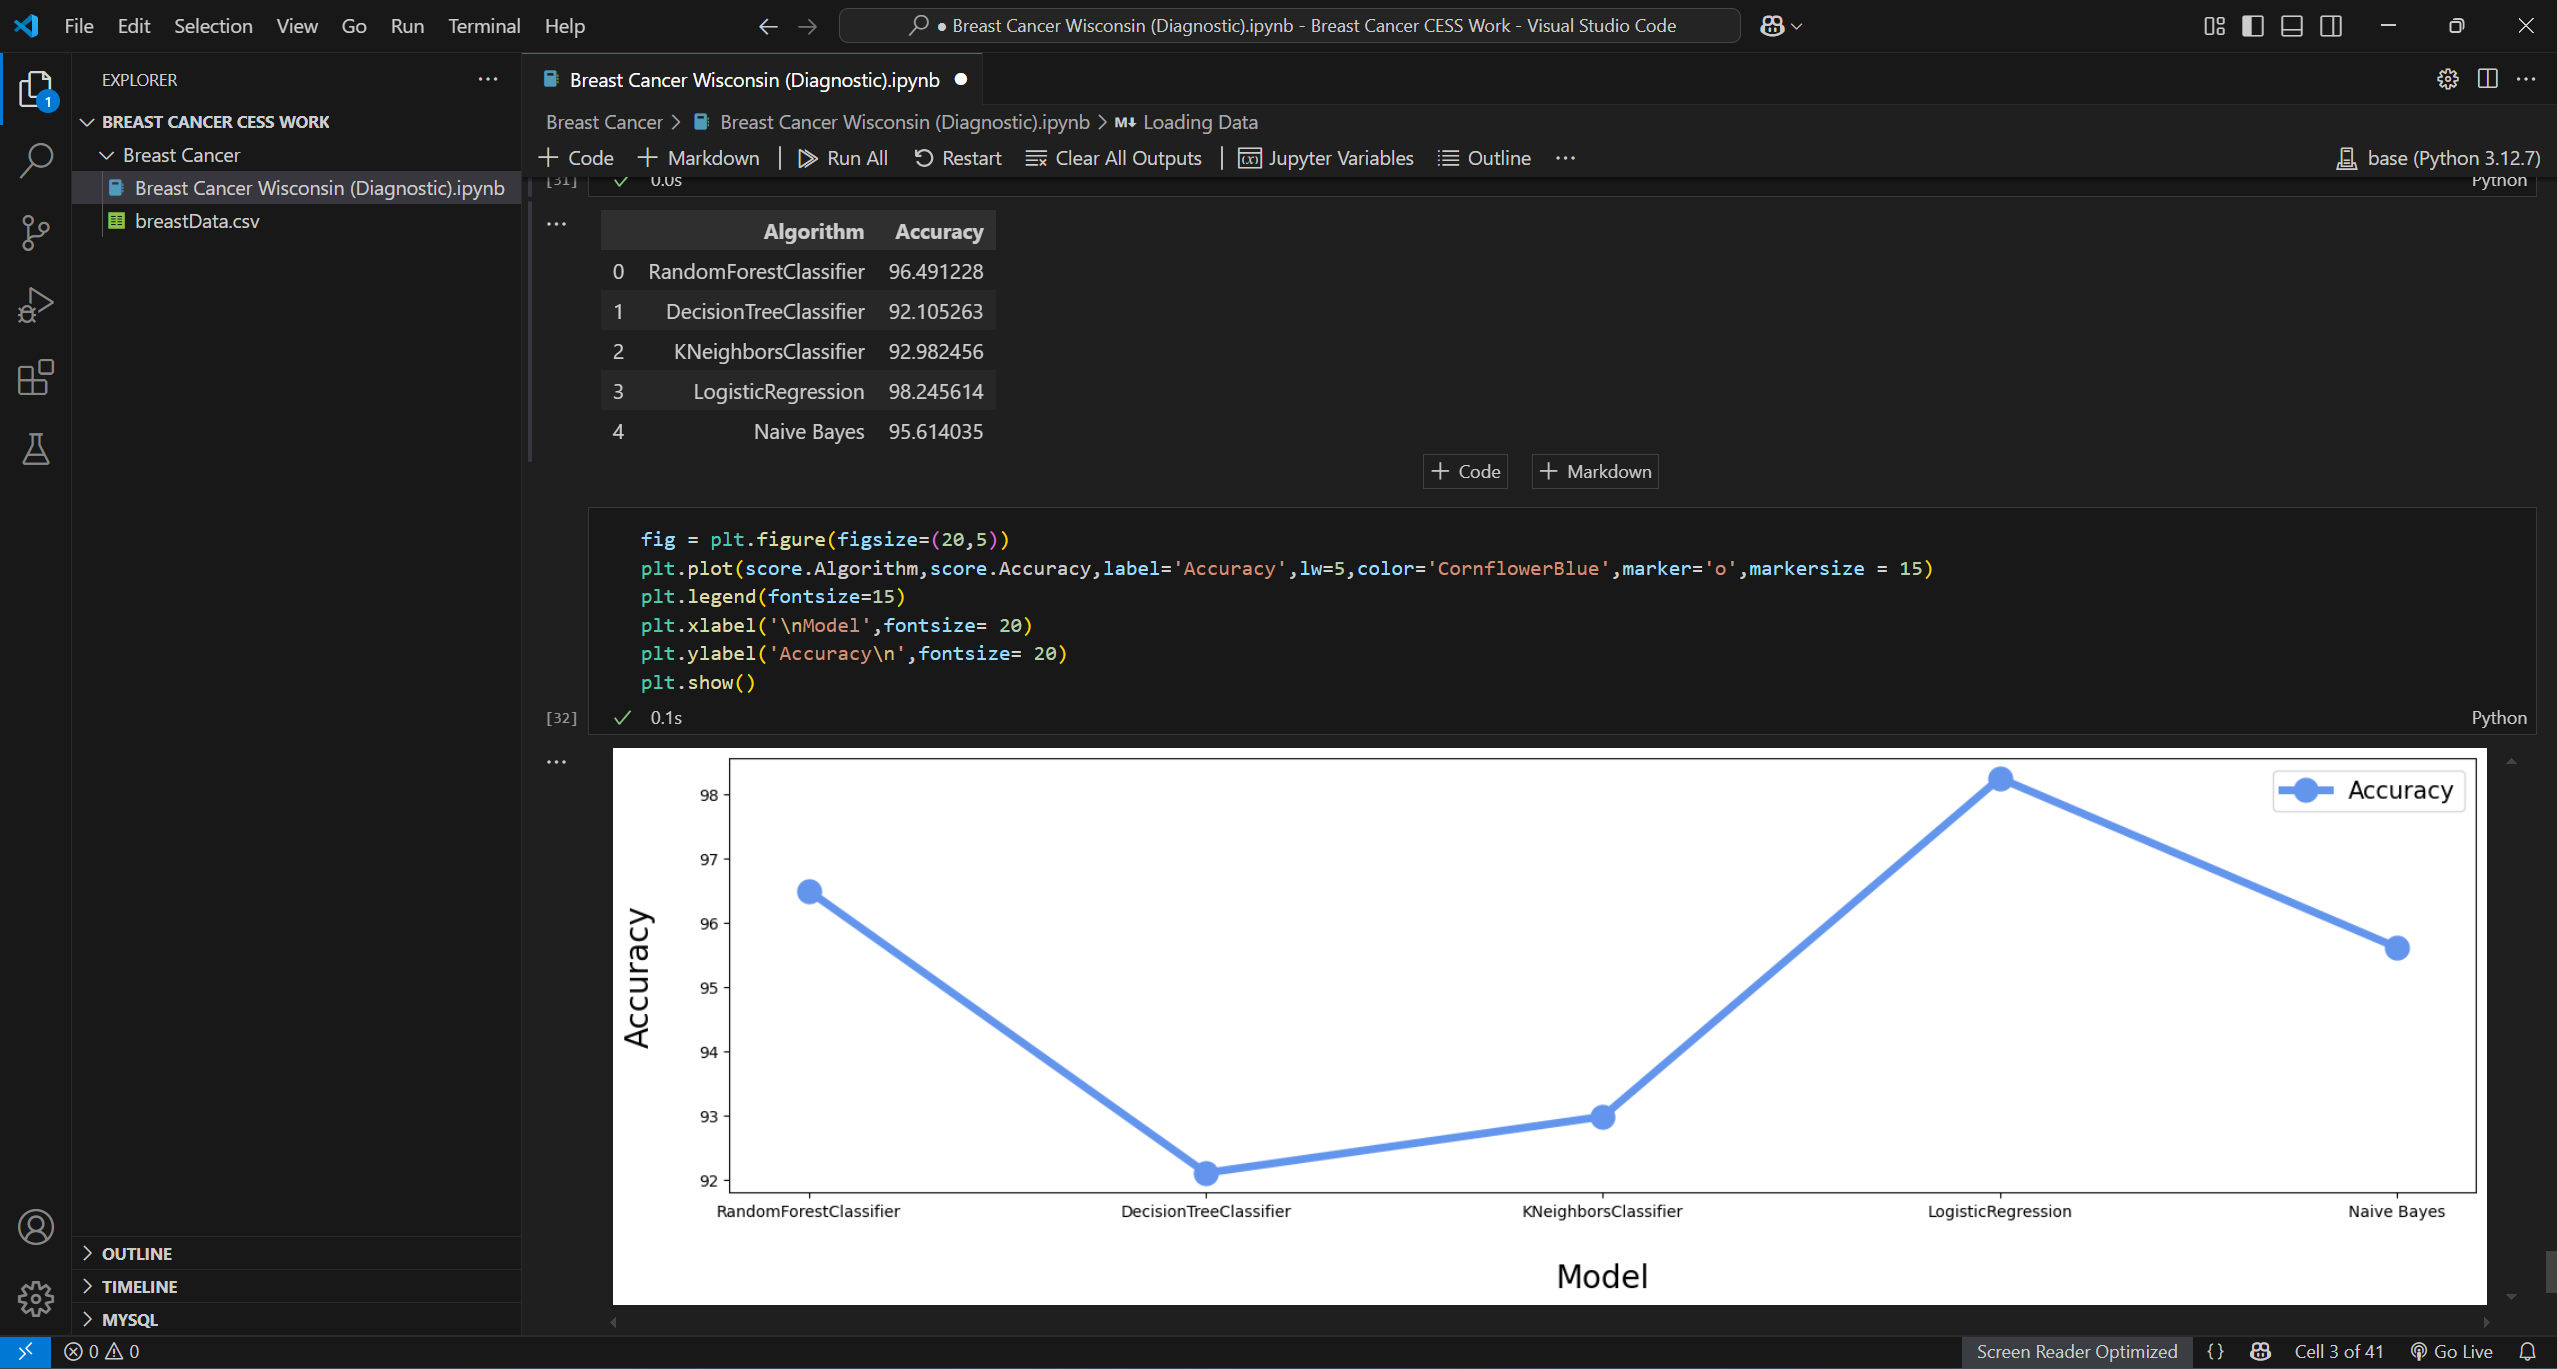 File Edit Selection View Go Run Terminal Help
● Breast Cancer Wisconsin (Diagnostic).ipynb - Breast Cancer CESS Work - Visual Studio Code
EXPLORER
1
BREAST CANCER CESS WORK
Breast Cancer
Breast Cancer Wisconsin (Diagnostic).ipynb
breastData.csv
OUTLINE
TIMELINE
MYSQL
Breast Cancer Wisconsin (Diagnostic).ipynb
Breast Cancer > Breast Cancer Wisconsin (Diagnostic).ipynb > M↓ Loading Data
+ Code + Markdown Run All Restart Clear All Outputs Jupyter Variables Outline ... base (Python 3.12.7)
[31] 0.0s Python
Algorithm Accuracy
0 RandomForestClassifier 96.491228
1 DecisionTreeClassifier 92.105263
2 KNeighborsClassifier 92.982456
3 LogisticRegression 98.245614
4 Naive Bayes 95.614035
+ Code + Markdown
fig = plt.figure(figsize=(20,5))
plt.plot(score.Algorithm,score.Accuracy,label='Accuracy',lw=5,color='CornflowerBlue',marker='o',markersize = 15)
plt.legend(fontsize=15)
plt.xlabel('\nModel',fontsize= 20)
plt.ylabel('Accuracy\n',fontsize= 20)
plt.show()
[32] 0.1s Python
Accuracy
98
97
96
95
94
93
92
Accuracy
RandomForestClassifier DecisionTreeClassifier KNeighborsClassifier LogisticRegression Naive Bayes
Model
0 0 Screen Reader Optimized {} Cell 3 of 41 Go Live